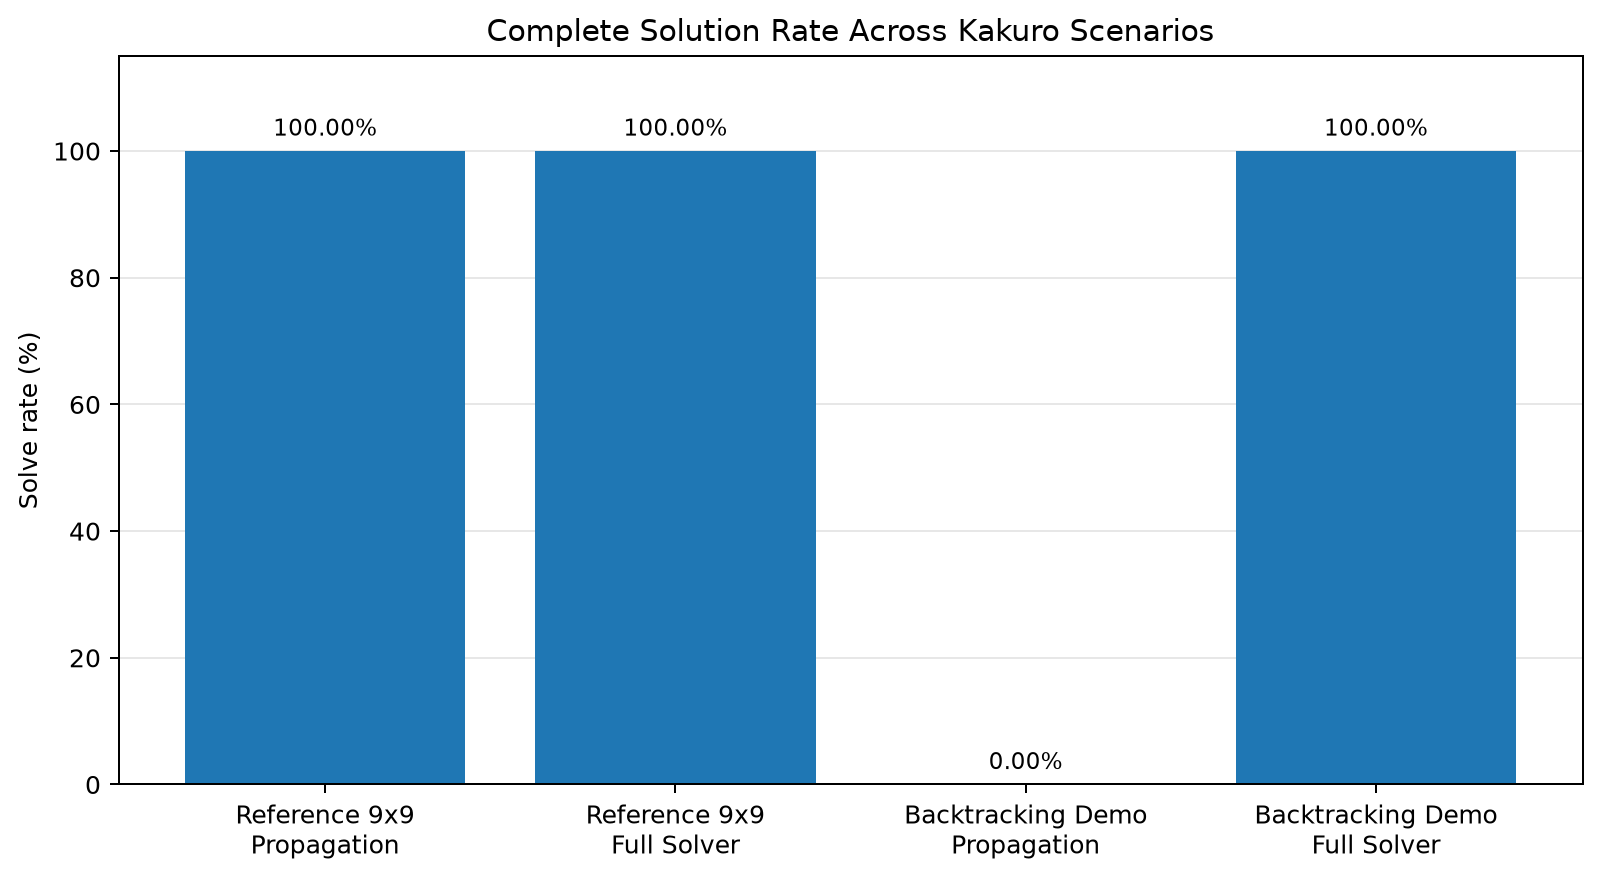 Complete Solution Rate Across Kakuro Scenarios
100.00%
100.00%
0.00%
100.00%
Solve rate (%)
100
80
60
40
20
0
Reference 9x9
Propagation
Reference 9x9
Full Solver
Backtracking Demo
Propagation
Backtracking Demo
Full Solver